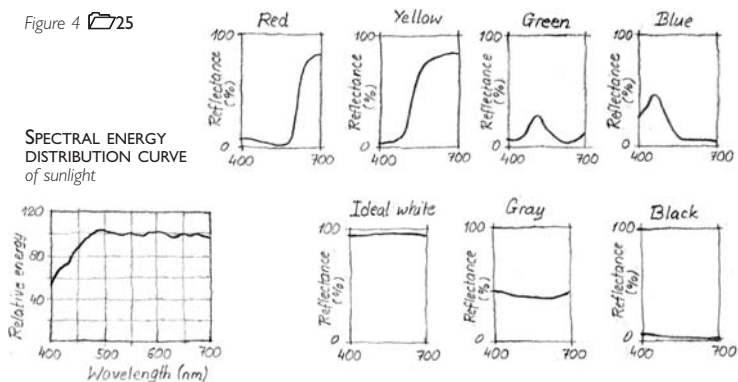 Figure 4 25
SPECTRAL ENERGY
DISTRIBUTION CURVE
of sunlight
120
80
40
Relative energy
400 500 600 700
Wavelength (nm)
Red
100
Reflectance
(%)
0
400 700
Yellow
100
Reflectance
(%)
0
400 700
Green
100
Reflectance
(%)
0
400 700
Blue
100
Reflectance
(%)
0
400 700
Ideal white
100
Reflectance
(%)
0
400 700
Gray
100
Reflectance
(%)
0
400 700
Black
100
Reflectance
(%)
0
400 700